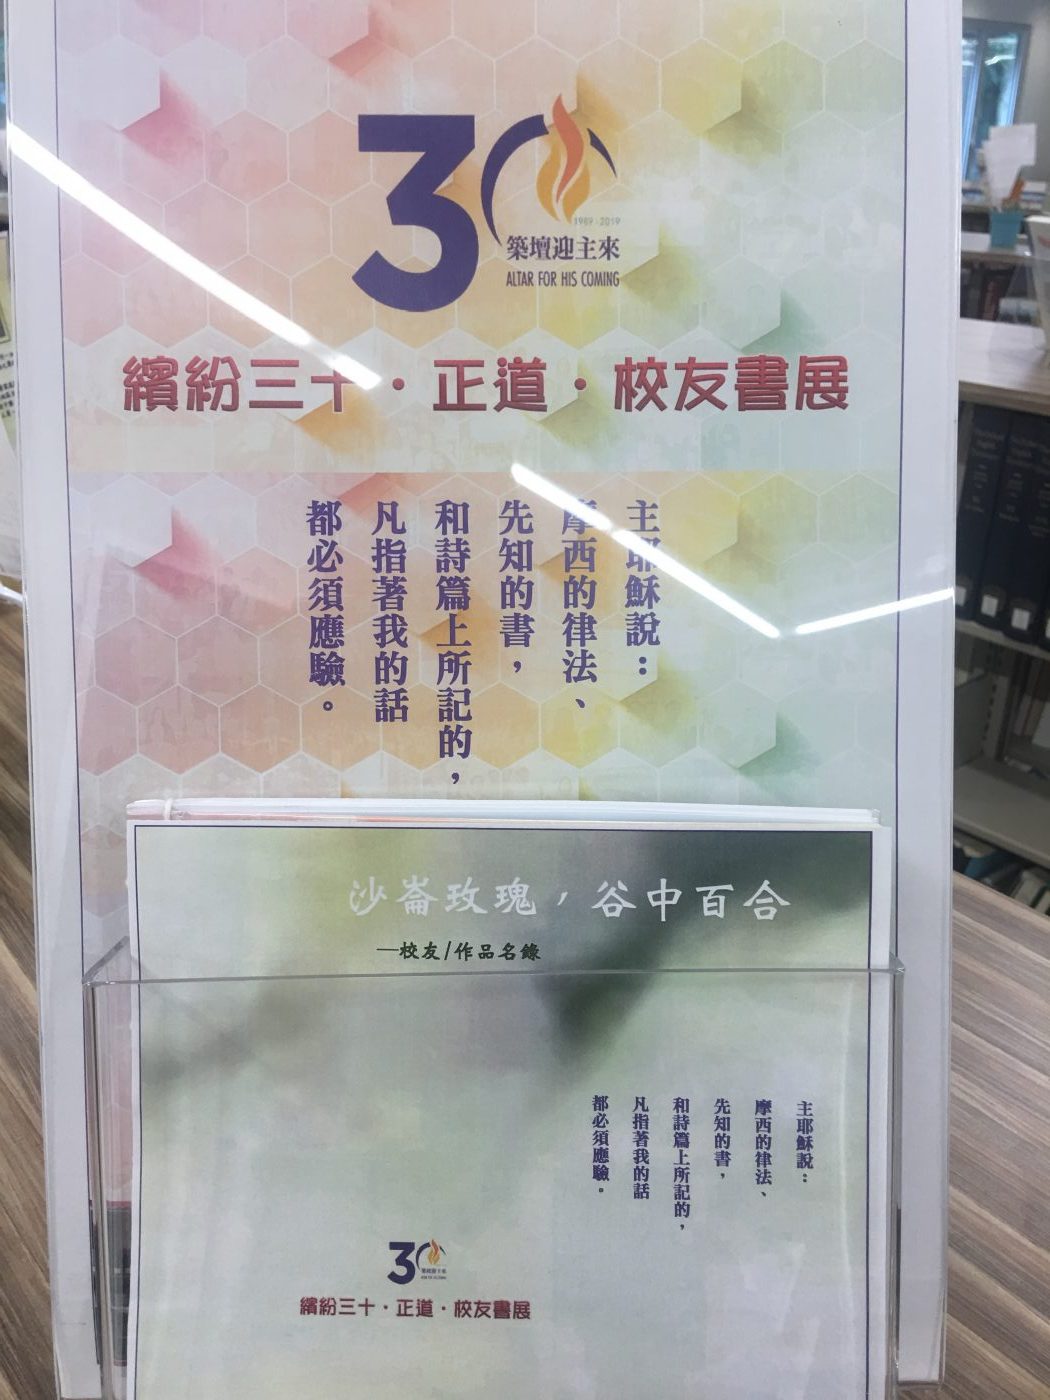 30
1989-2019
築壇迎主來
ALTAR FOR HIS COMING
繽紛三十·正道·校友書展
主耶穌說：
摩西的律法、
先知的書，
和詩篇上所記的，
凡指著我的話
都必須應驗。
沙崙玫瑰，谷中百合
—校友/作品名錄
主耶穌說：
摩西的律法、
先知的書，
和詩篇上所記的，
凡指著我的話
都必須應驗。
30
繽紛三十·正道·校友書展